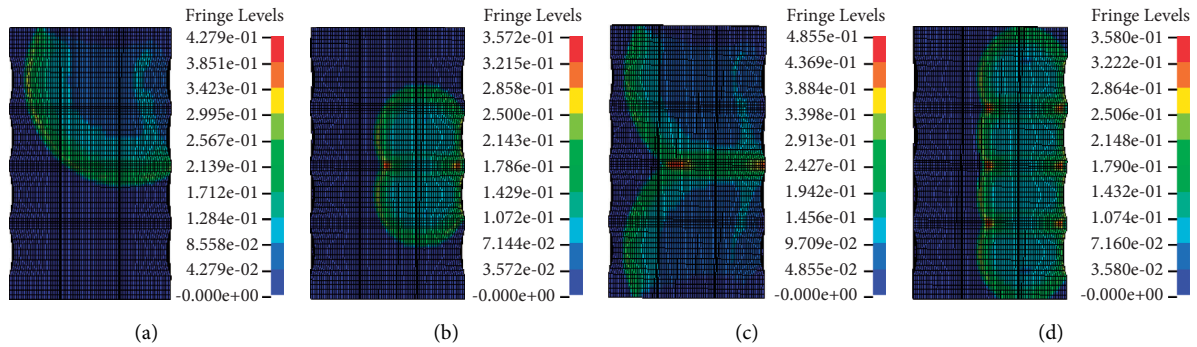 Fringe Levels
4.279e-01
3.851e-01
3.423e-01
2.995e-01
2.567e-01
2.139e-01
1.712e-01
1.284e-01
8.558e-02
4.279e-02
-0.000e+00
(a)
Fringe Levels
3.572e-01
3.215e-01
2.858e-01
2.500e-01
2.143e-01
1.786e-01
1.429e-01
1.072e-01
7.144e-02
3.572e-02
-0.000e+00
(b)
Fringe Levels
4.855e-01
4.369e-01
3.884e-01
3.398e-01
2.913e-01
2.427e-01
1.942e-01
1.456e-01
9.709e-02
4.855e-02
-0.000e+00
(c)
Fringe Levels
3.580e-01
3.222e-01
2.864e-01
2.506e-01
2.148e-01
1.790e-01
1.432e-01
1.074e-01
7.160e-02
3.580e-02
-0.000e+00
(d)